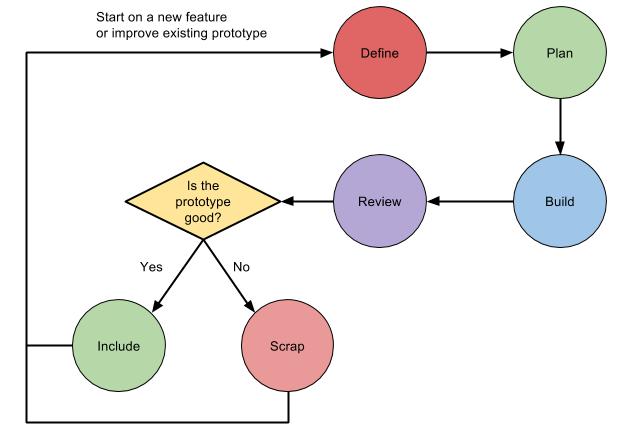 Start on a new feature
or improve existing prototype
Define
Plan
Is the
prototype
good?
Review
Build
Yes
No
Include
Scrap